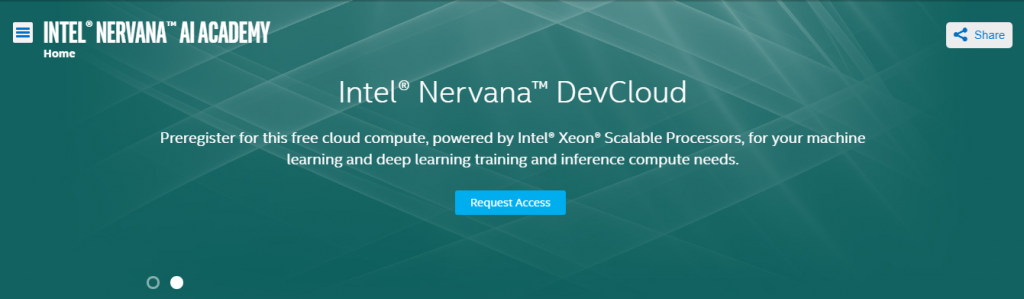 INTEL® NERVANA™ AI ACADEMY
Home
Share
Intel® Nervana™ DevCloud
Preregister for this free cloud compute, powered by Intel® Xeon® Scalable Processors, for your machine
learning and deep learning training and inference compute needs.
Request Access